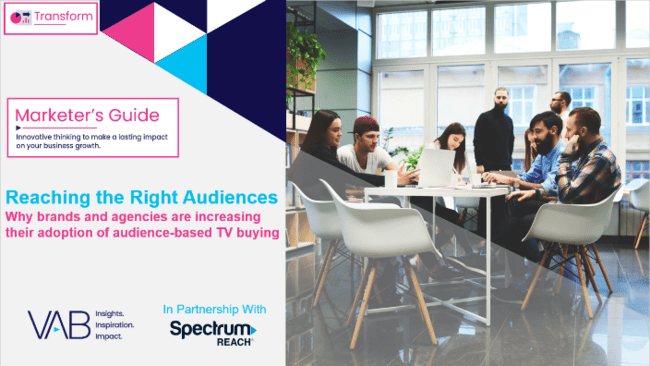 Transform
Marketer's Guide
Innovative thinking to make a lasting impact
on your business growth.
Reaching the Right Audiences
Why brands and agencies are increasing
their adoption of audience-based TV buying
VAB
Insights.
Inspiration.
Impact.
In Partnership With
Spectrum
REACH®